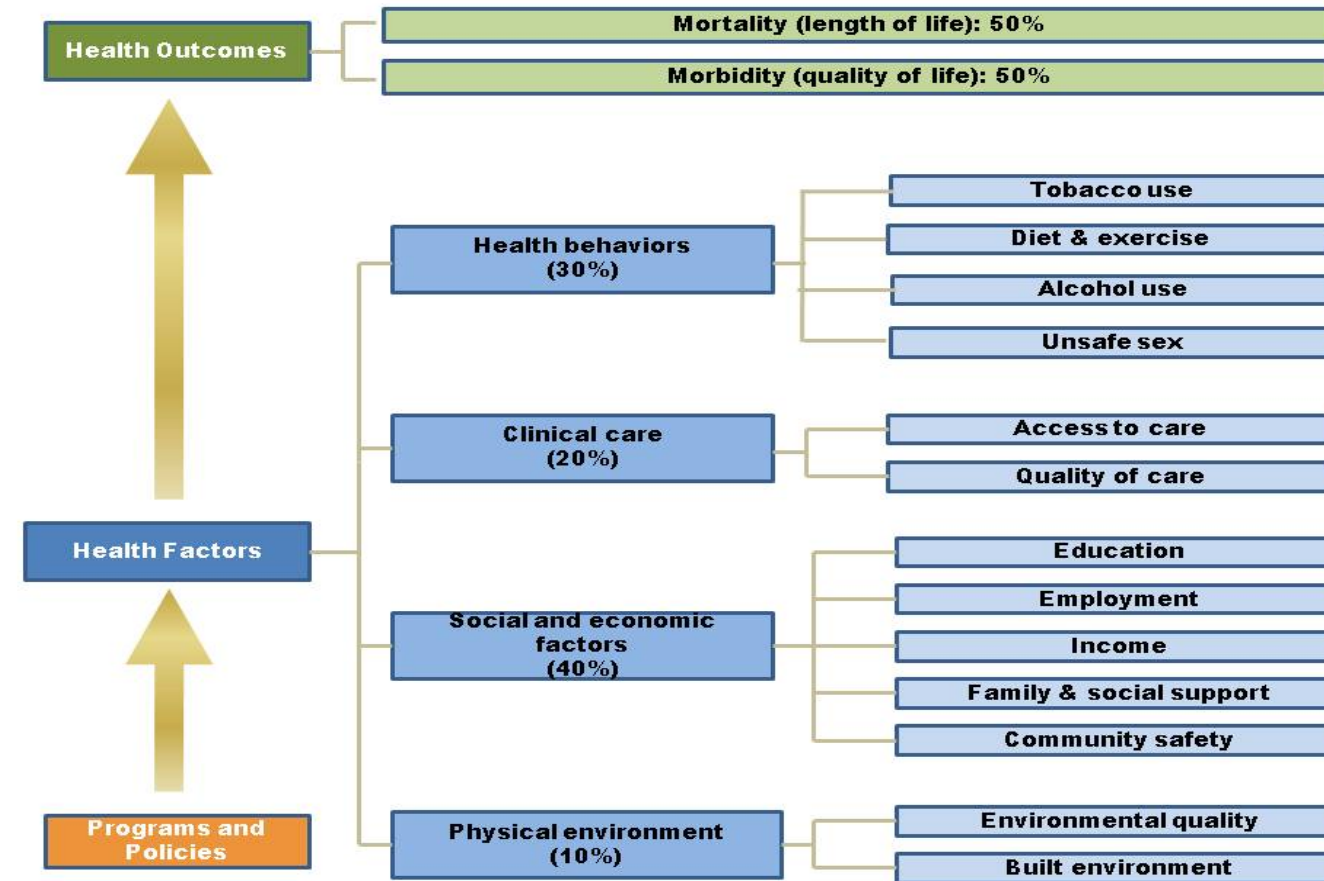 Health Outcomes
Mortality (length of life): 50%
Morbidity (quality of life): 50%
Health Factors
Programs and
Policies
Health behaviors
(30%)
Tobacco use
Diet & exercise
Alcohol use
Unsafe sex
Clinical care
(20%)
Access to care
Quality of care
Social and economic
factors
(40%)
Education
Employment
Income
Family & social support
Community safety
Physical environment
(10%)
Environmental quality
Built environment